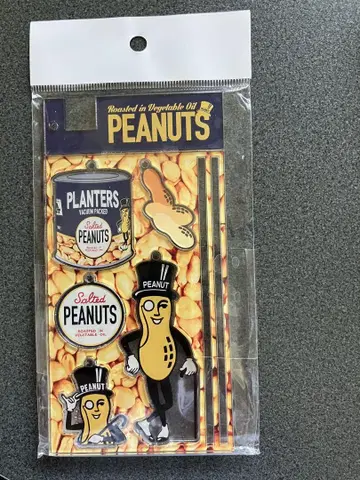 Roasted in Vegetable Oil
PEANUTS
PLANTERS
VACUUM PACKED
Salted
PEANUTS
PEANUT
Salted
PEANUTS
ROASTED IN
VEGETABLE OIL
PEANUT